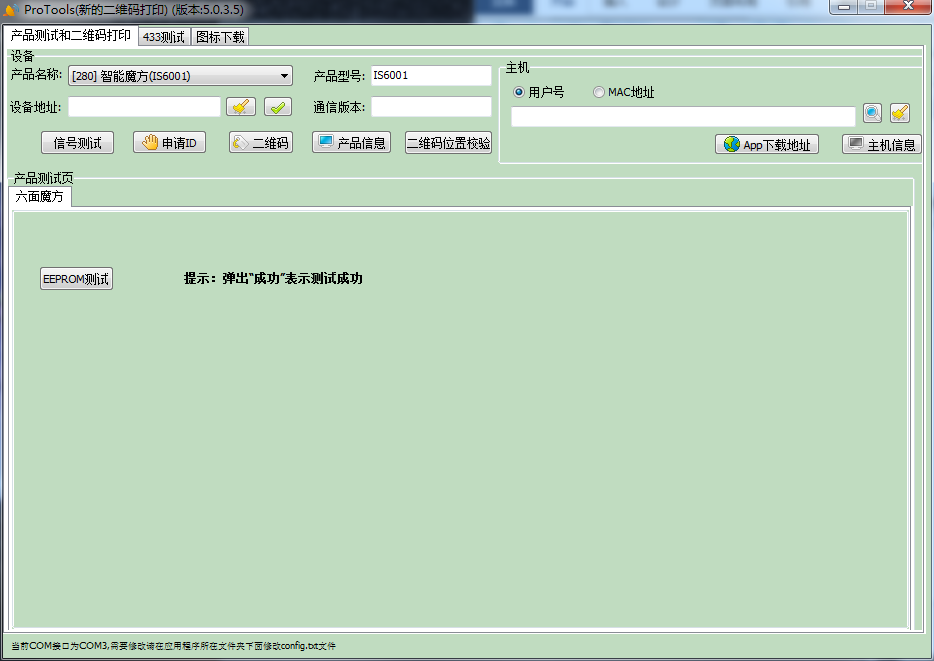 ProTools(新的二维码打印) (版本:5.0.3.5)
产品测试和二维码打印 433测试 图标下载
设备
产品名称: [280] 智能魔方(IS6001) 产品型号: IS6001
主机
用户号 MAC地址
设备地址: 通信版本:
信号测试 申请ID 二维码 产品信息 二维码位置校验 App下载地址 主机信息
产品测试页
六面魔方
EEPROM测试 提示：弹出“成功”表示测试成功
当前COM接口为COM3,需要修改请在应用程序所在文件夹下面修改config.txt文件